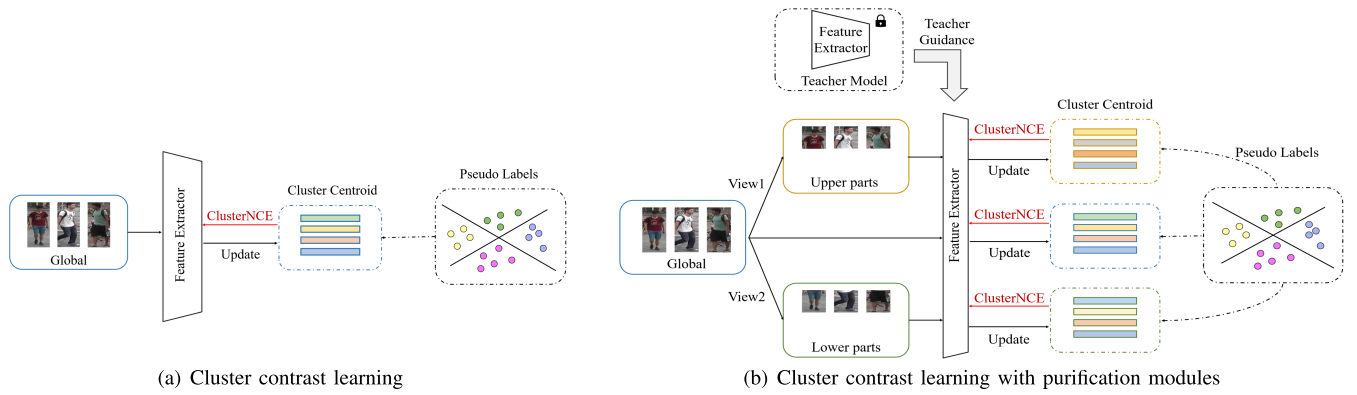 Global
Feature Extractor
ClusterNCE
Update
Cluster Centroid
Pseudo Labels
(a) Cluster contrast learning
Feature
Extractor
Teacher Model
Teacher
Guidance
Global
View1
View2
Upper parts
Lower parts
Feature Extractor
Cluster Centroid
ClusterNCE
Update
ClusterNCE
Update
ClusterNCE
Update
Pseudo Labels
(b) Cluster contrast learning with purification modules